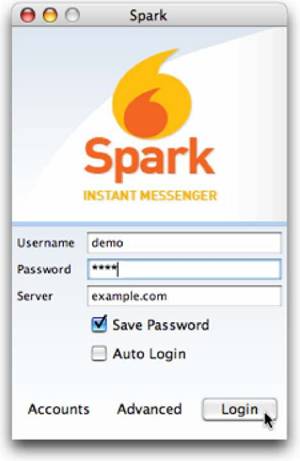 Spark
Spark
INSTANT MESSENGER
Username demo
Password ****
Server example.com
Save Password
Auto Login
Accounts Advanced Login